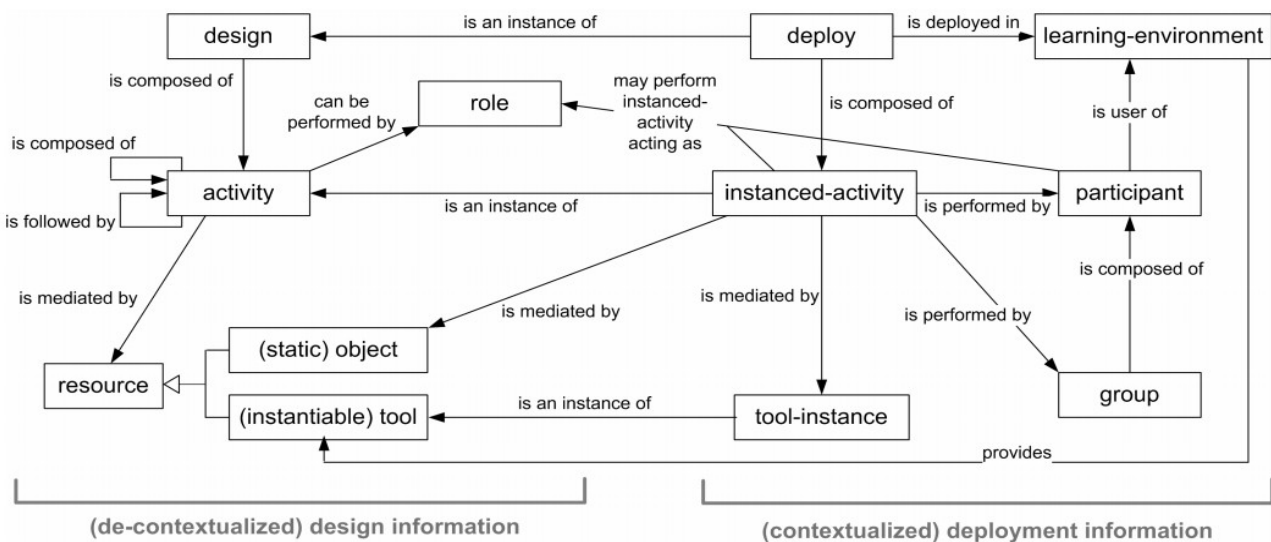 is an instance of
design
deploy
is deployed in
learning-environment
is composed of
can be
performed by
role
may perform
instanced-
activity
acting as
is composed of
is user of
is composed of
activity
is followed by
is an instance of
instanced-activity
is performed by
participant
is mediated by
is mediated by
is mediated by
is performed by
is composed of
(static) object
resource
(instantiable) tool
is an instance of
tool-instance
group
provides
(de-contextualized) design information
(contextualized) deployment information